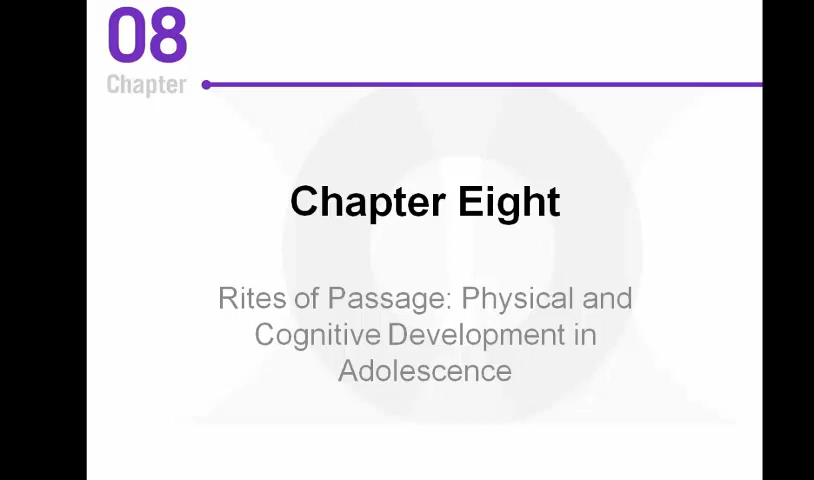 08
Chapter
Chapter Eight
Rites of Passage: Physical and
Cognitive Development in
Adolescence